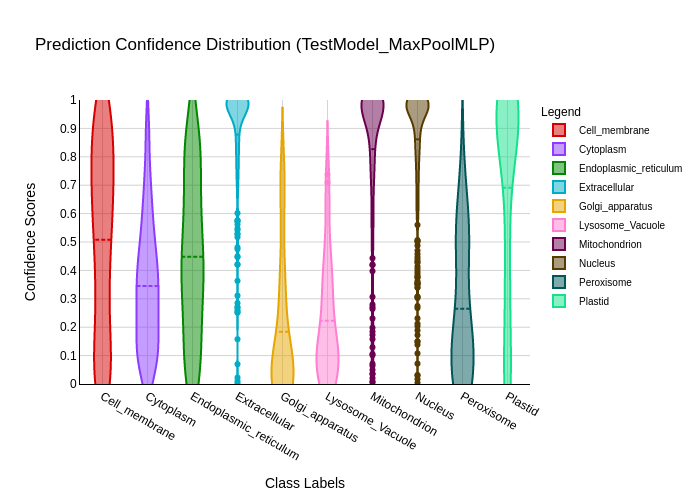 Prediction Confidence Distribution (TestModel_MaxPoolMLP)
1
0.9
0.8
0.7
0.6
0.5
0.4
0.3
0.2
0.1
0
Confidence Scores
Cell_membrane
Cytoplasm
Endoplasmic_reticulum
Extracellular
Golgi_apparatus
Lysosome_Vacuole
Mitochondrion
Nucleus
Peroxisome
Plastid
Class Labels
Legend
Cell_membrane
Cytoplasm
Endoplasmic_reticulum
Extracellular
Golgi_apparatus
Lysosome_Vacuole
Mitochondrion
Nucleus
Peroxisome
Plastid